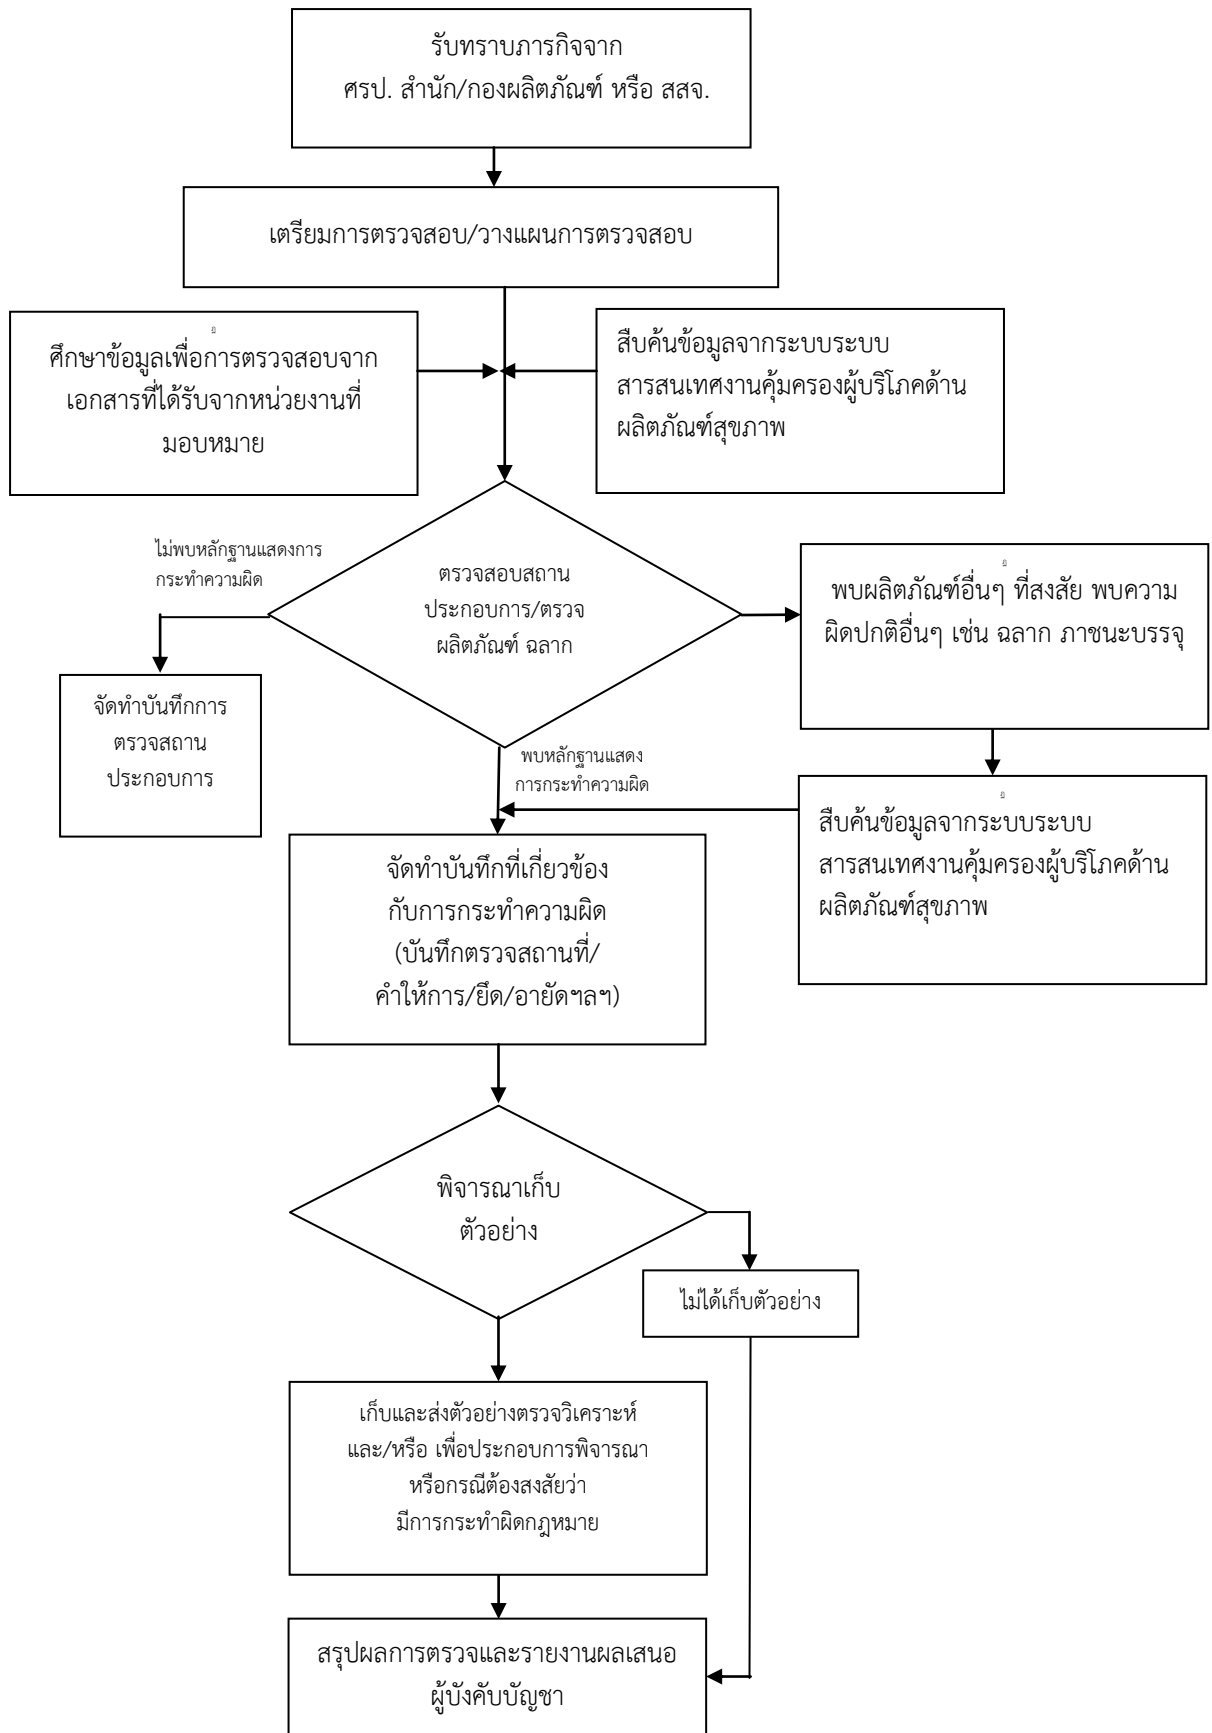 รับทราบภารกิจจาก
ศรป. สำนัก/กองผลิตภัณฑ์ หรือ สสจ.
เตรียมการตรวจสอบ/วางแผนการตรวจสอบ
ศึกษาข้อมูลเพื่อการตรวจสอบจาก
เอกสารที่ได้รับจากหน่วยงานที่
มอบหมาย
สืบค้นข้อมูลจากระบบระบบ
สารสนเทศงานคุ้มครองผู้บริโภคด้าน
ผลิตภัณฑ์สุขภาพ
ไม่พบหลักฐานแสดงการ
กระทำความผิด
ตรวจสอบสถาน
ประกอบการ/ตรวจ
ผลิตภัณฑ์ ฉลาก
พบผลิตภัณฑ์อื่นๆ ที่สงสัย พบความ
ผิดปกติอื่นๆ เช่น ฉลาก ภาชนะบรรจุ
จัดทำบันทึกการ
ตรวจสถาน
ประกอบการ
พบหลักฐานแสดง
การกระทำความผิด
สืบค้นข้อมูลจากระบบระบบ
สารสนเทศงานคุ้มครองผู้บริโภคด้าน
ผลิตภัณฑ์สุขภาพ
จัดทำบันทึกที่เกี่ยวข้อง
กับการกระทำความผิด
(บันทึกตรวจสถานที่/
คำให้การ/ยึด/อายัดฯลฯ)
พิจารณาเก็บ
ตัวอย่าง
ไม่ได้เก็บตัวอย่าง
เก็บและส่งตัวอย่างตรวจวิเคราะห์
และ/หรือ เพื่อประกอบการพิจารณา
หรือกรณีต้องสงสัยว่า
มีการกระทำผิดกฎหมาย
สรุปผลการตรวจและรายงานผลเสนอ
ผู้บังคับบัญชา